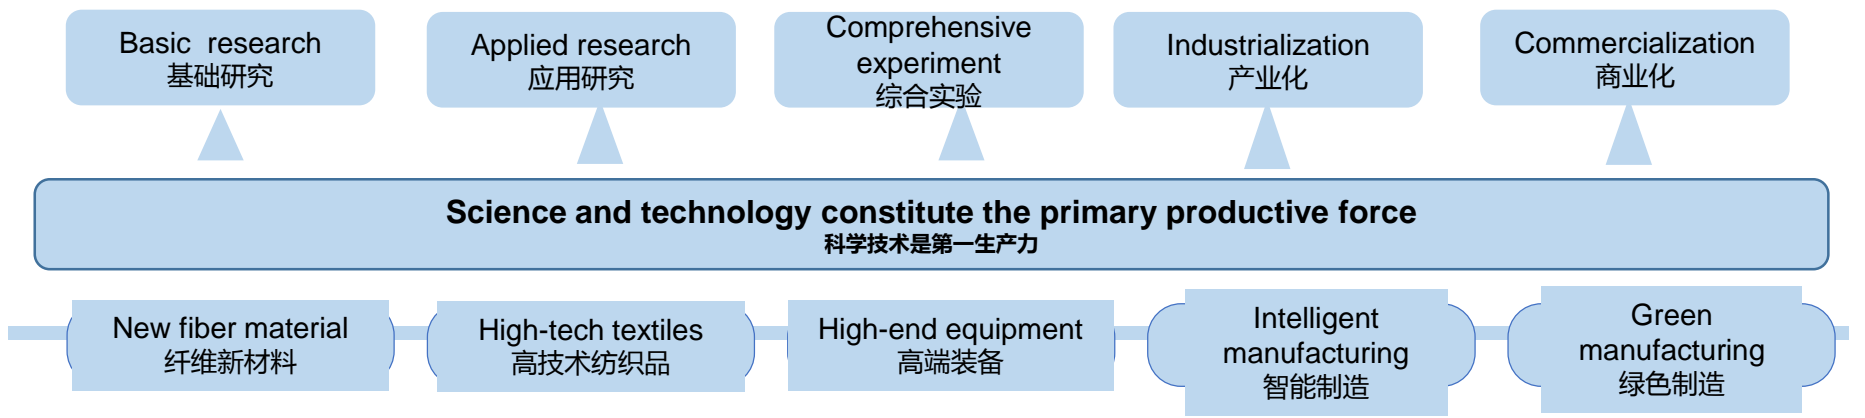 Basic research
基础研究
Applied research
应用研究
Comprehensive
experiment
综合实验
Industrialization
产业化
Commercialization
商业化
Science and technology constitute the primary productive force
科学技术是第一生产力
New fiber material
纤维新材料
High-tech textiles
高技术纺织品
High-end equipment
高端装备
Intelligent
manufacturing
智能制造
Green
manufacturing
绿色制造